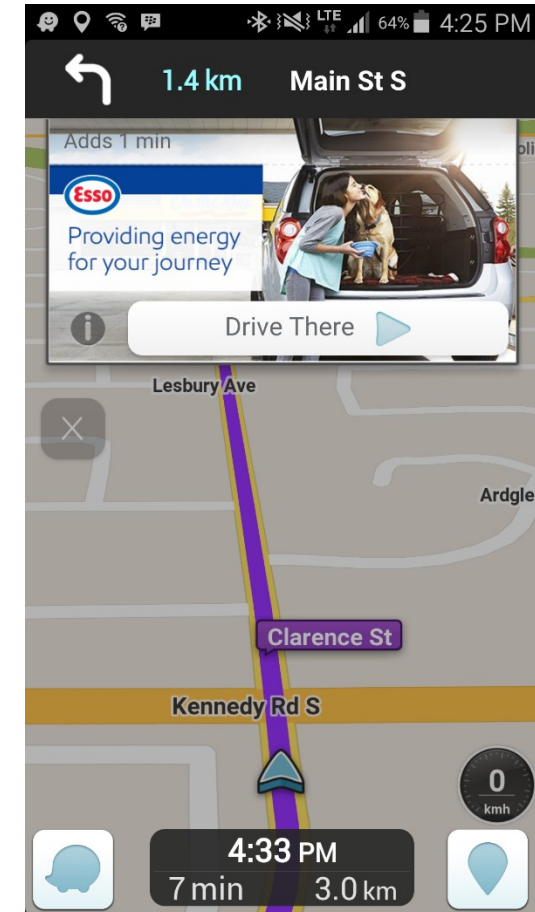 LTE 64% 4:25 PM
1.4 km Main St S
Adds 1 min
Esso
Providing energy
for your journey
i
Drive There
Lesbury Ave
X
Ardgle
Clarence St
Kennedy Rd S
0
kmh
4:33 PM
7 min 3.0 km